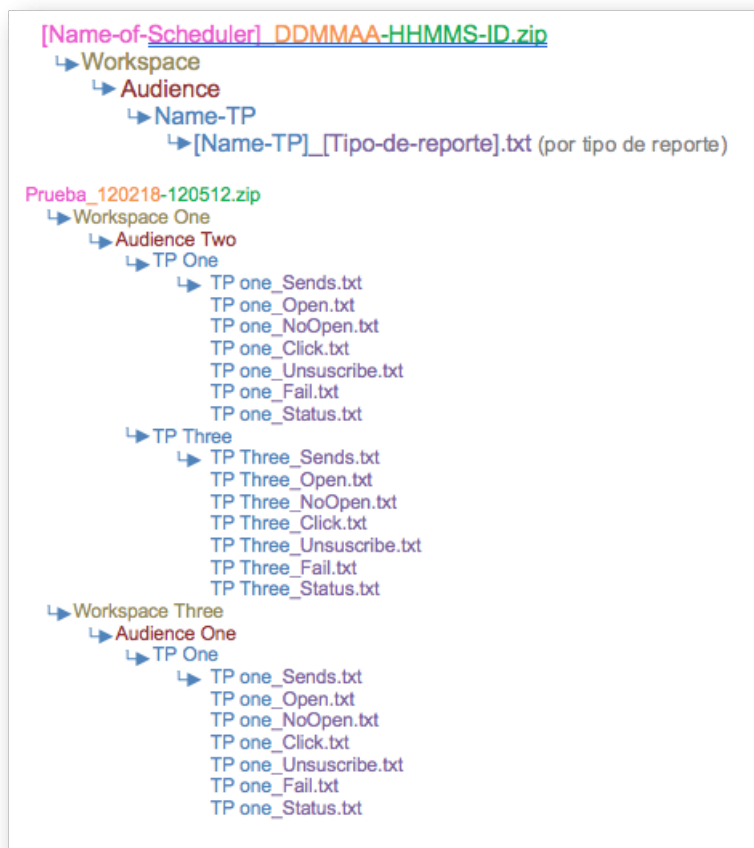 [Name-of-Scheduler]_DDMMAA-HHMMS-ID.zip
Workspace
Audience
Name-TP
[Name-TP]_[Tipo-de-reporte].txt (por tipo de reporte)
Prueba_120218-120512.zip
Workspace One
Audience Two
TP One
TP one_Sends.txt
TP one_Open.txt
TP one_NoOpen.txt
TP one_Click.txt
TP one_Unsuscribe.txt
TP one_Fail.txt
TP one_Status.txt
TP Three
TP Three_Sends.txt
TP Three_Open.txt
TP Three_NoOpen.txt
TP Three_Click.txt
TP Three_Unsuscribe.txt
TP Three_Fail.txt
TP Three_Status.txt
Workspace Three
Audience One
TP One
TP one_Sends.txt
TP one_Open.txt
TP one_NoOpen.txt
TP one_Click.txt
TP one_Unsuscribe.txt
TP one_Fail.txt
TP one_Status.txt